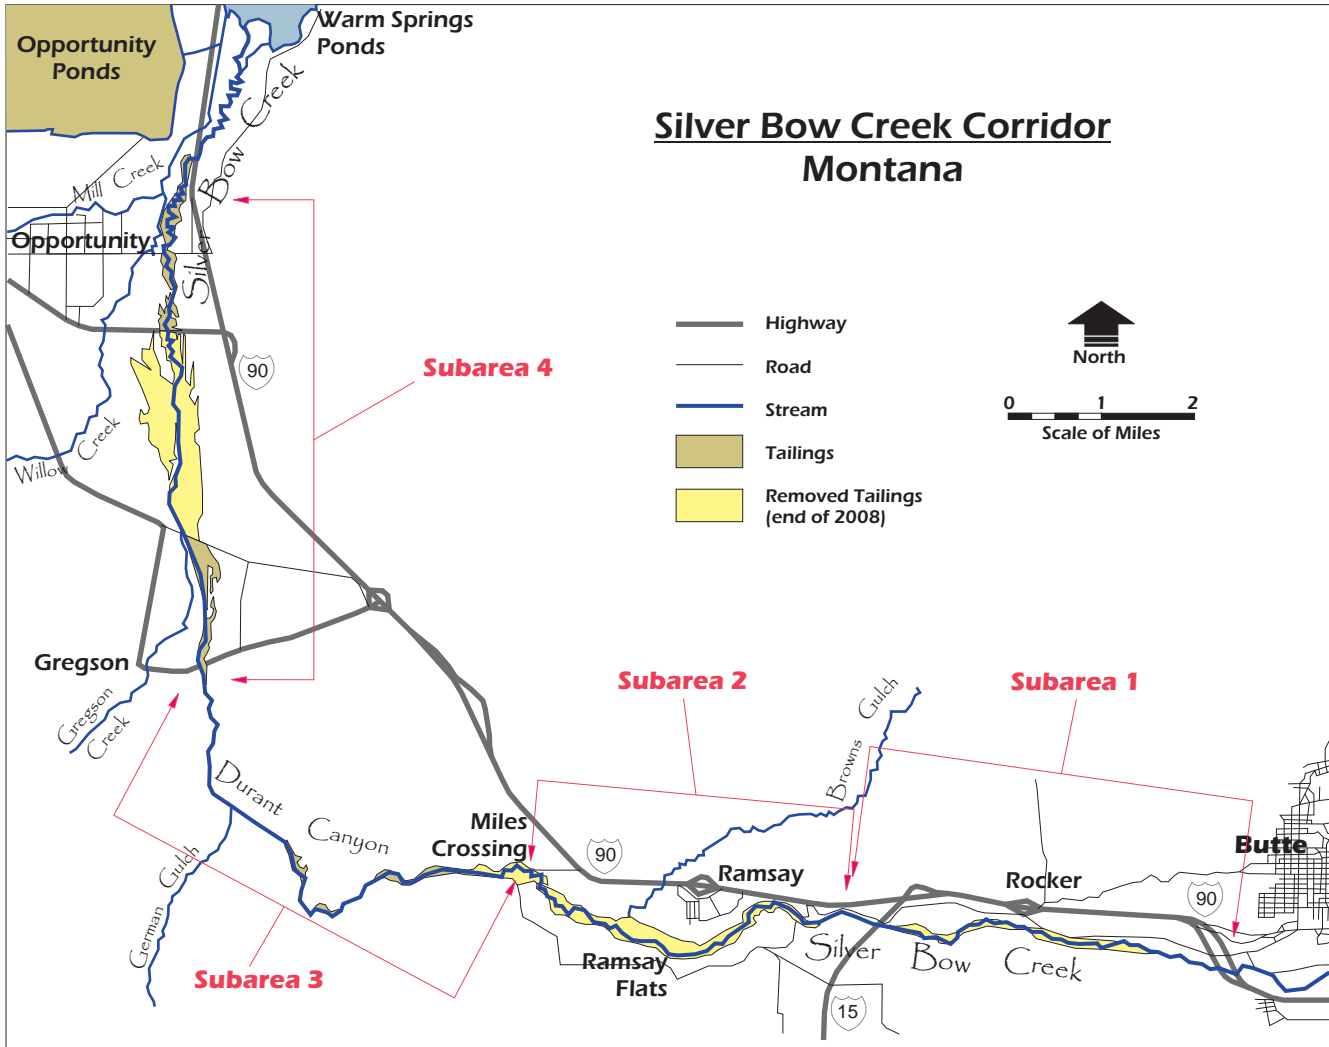 Warm Springs
Ponds
Opportunity
Ponds
Silver Bow Creek
Silver Bow Creek Corridor
Montana
Mill Creek
Opportunity
Highway
Road
Stream
Tailings
Removed Tailings
(end of 2008)
North
0 1 2
Scale of Miles
90
Subarea 4
Willow Creek
Gregson
Gregson
Creek
Subarea 2
Subarea 1
Browns Gulch
Durant Canyon
Miles
Crossing
90
Ramsay
Rocker
Butte
90
German Gulch
Subarea 3
Ramsay
Flats
Silver Bow Creek
15